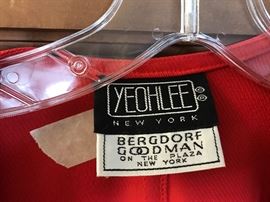 YEOHLEE
NEW YORK
BERGDORF
GOODMAN
ON THE PLAZA
NEW YORK